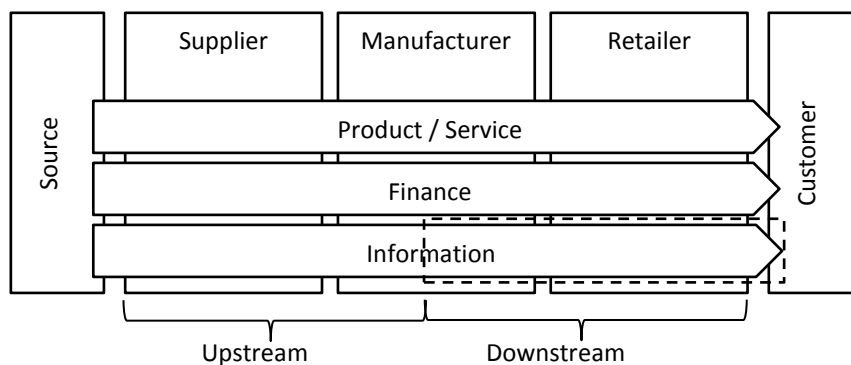 Supplier
Manufacturer
Retailer
Source
Customer
Product / Service
Finance
Information
Upstream
Downstream